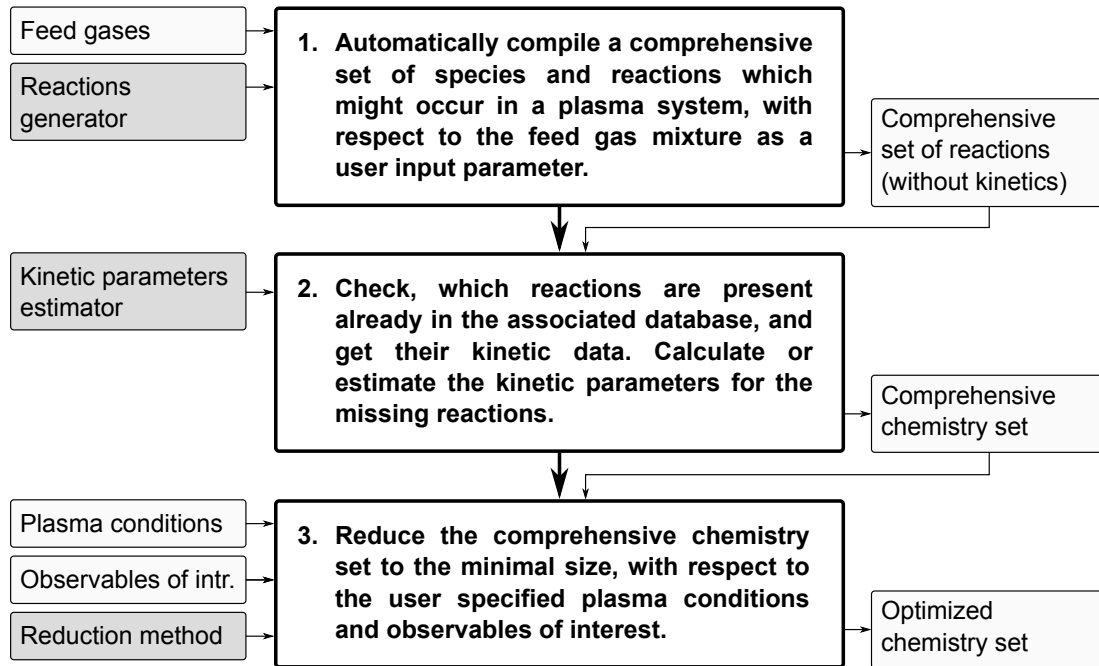 Feed gases
Reactions
generator
1. Automatically compile a comprehensive
set of species and reactions which
might occur in a plasma system, with
respect to the feed gas mixture as a
user input parameter.
Comprehensive
set of reactions
(without kinetics)
Kinetic parameters
estimator
2. Check, which reactions are present
already in the associated database, and
get their kinetic data. Calculate or
estimate the kinetic parameters for the
missing reactions.
Comprehensive
chemistry set
Plasma conditions
Observables of intr.
Reduction method
3. Reduce the comprehensive chemistry
set to the minimal size, with respect to
the user specified plasma conditions
and observables of interest.
Optimized
chemistry set